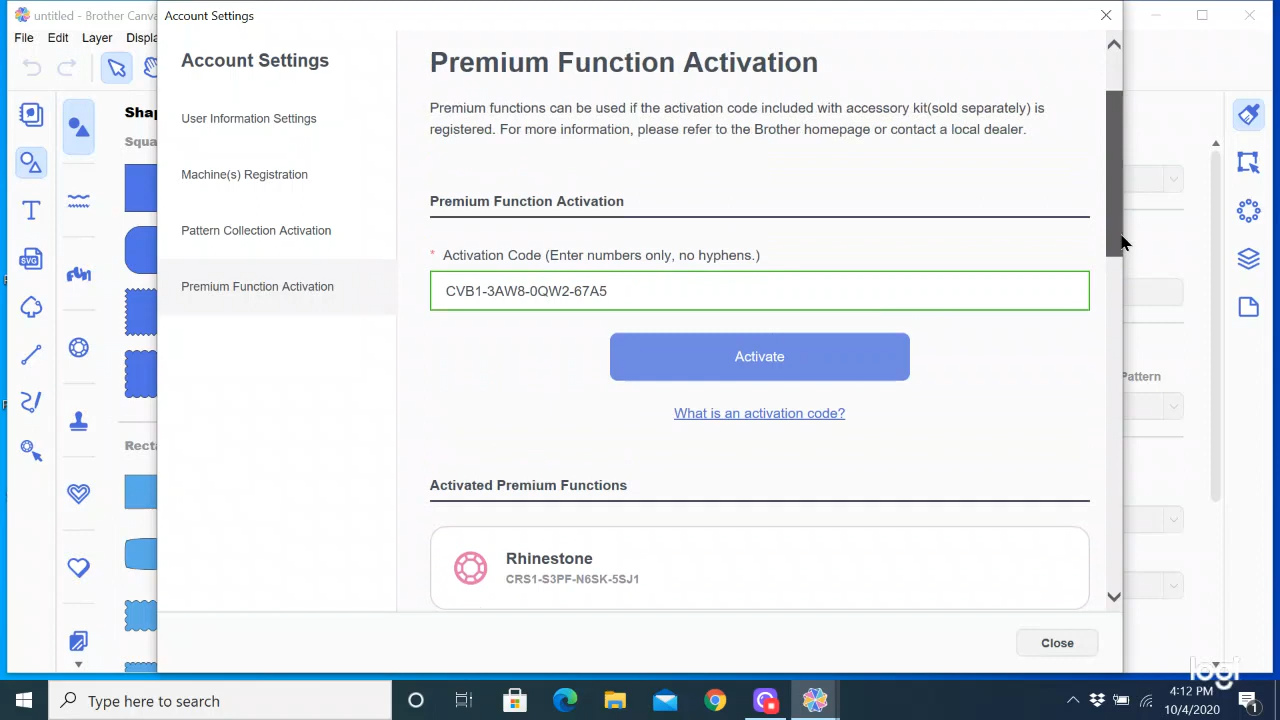 untitled - Brother Canv
File Edit Layer Displa
Shap
Squa
Recta
Account Settings
Account Settings
User Information Settings
Machine(s) Registration
Pattern Collection Activation
Premium Function Activation
Premium Function Activation
Premium functions can be used if the activation code included with accessory kit(sold separately) is
registered. For more information, please refer to the Brother homepage or contact a local dealer.
Premium Function Activation
* Activation Code (Enter numbers only, no hyphens.)
CVB1-3AW8-0QW2-67A5
Activate
What is an activation code?
Activated Premium Functions
Rhinestone
CRS1-S3PF-N6SK-5SJ1
Close
Pattern
SVG
logi
Type here to search
4:12 PM
10/4/2020
1